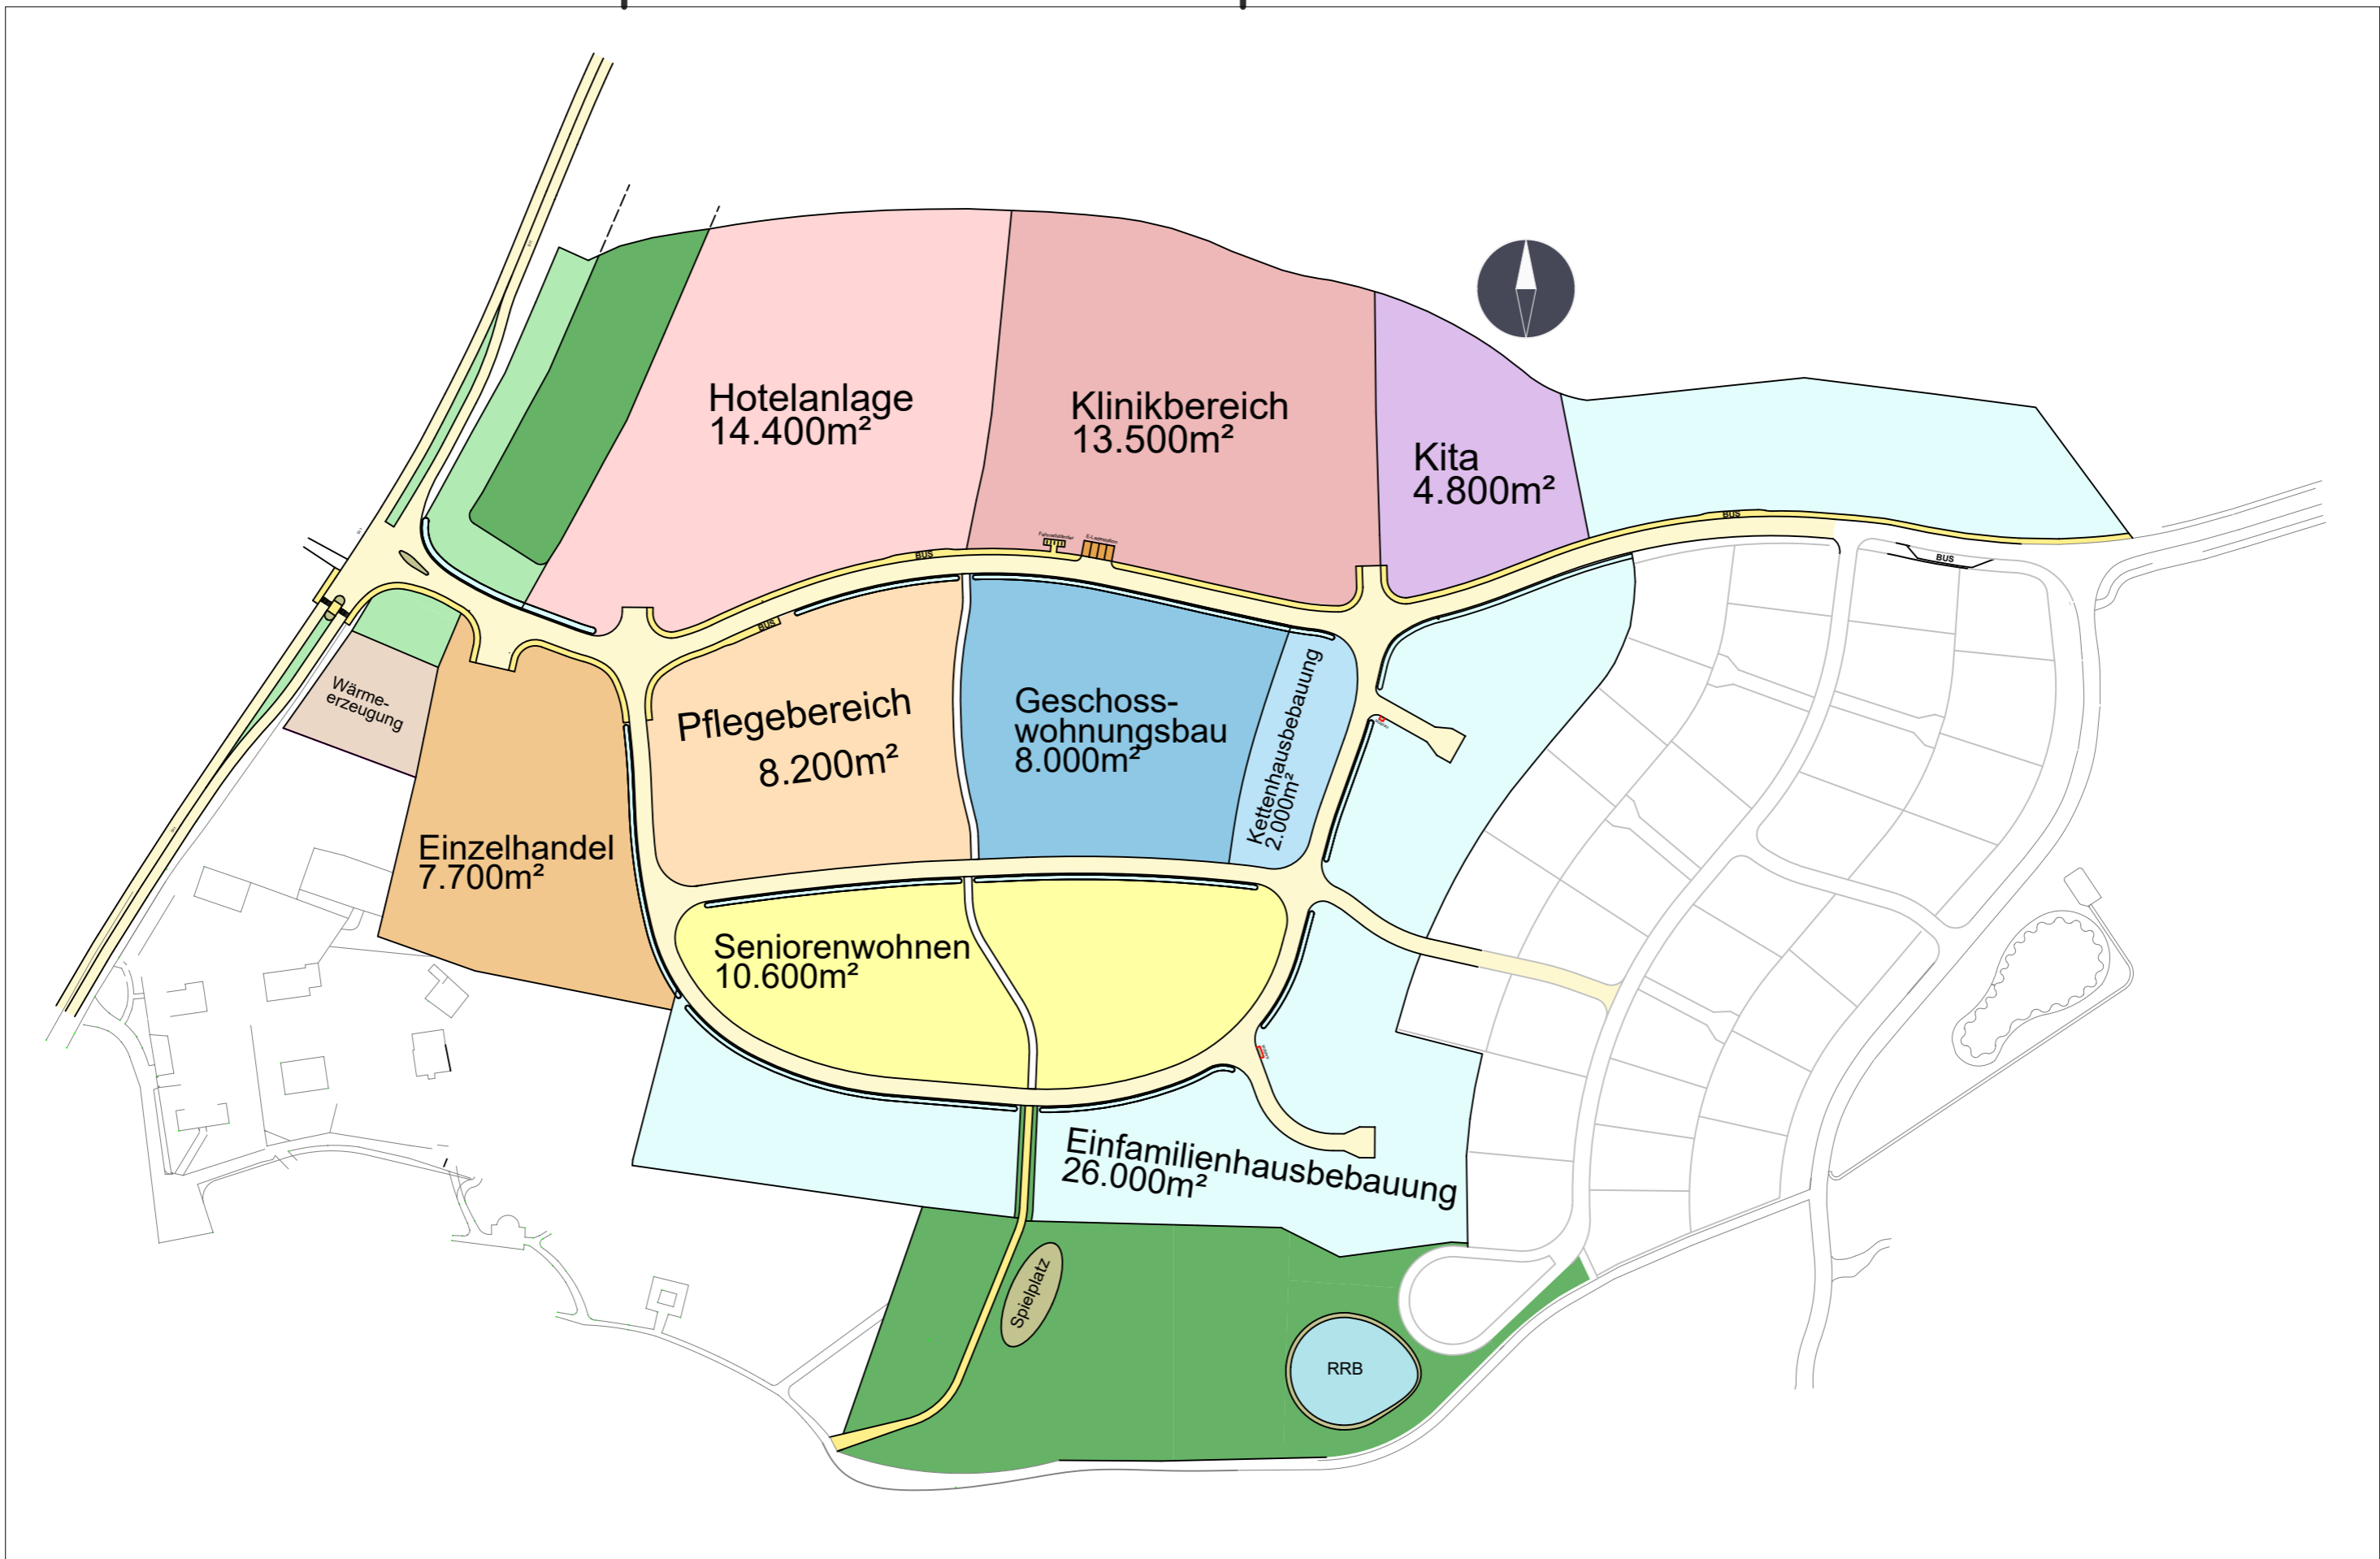 Hotelanlage
14.400m²
Klinikbereich
13.500m²
Kita
4.800m²
BUS
BUS
BUS
BUS
E-Ladestation
Wärme-
erzeugung
Pflegebereich
8.200m²
Geschoss-
wohnungsbau
8.000m²
Kettenhausbebauung
2.000m²
Einzelhandel
7.700m²
Seniorenwohnen
10.600m²
Einfamilienhausbebauung
26.000m²
Spielplatz
RRB